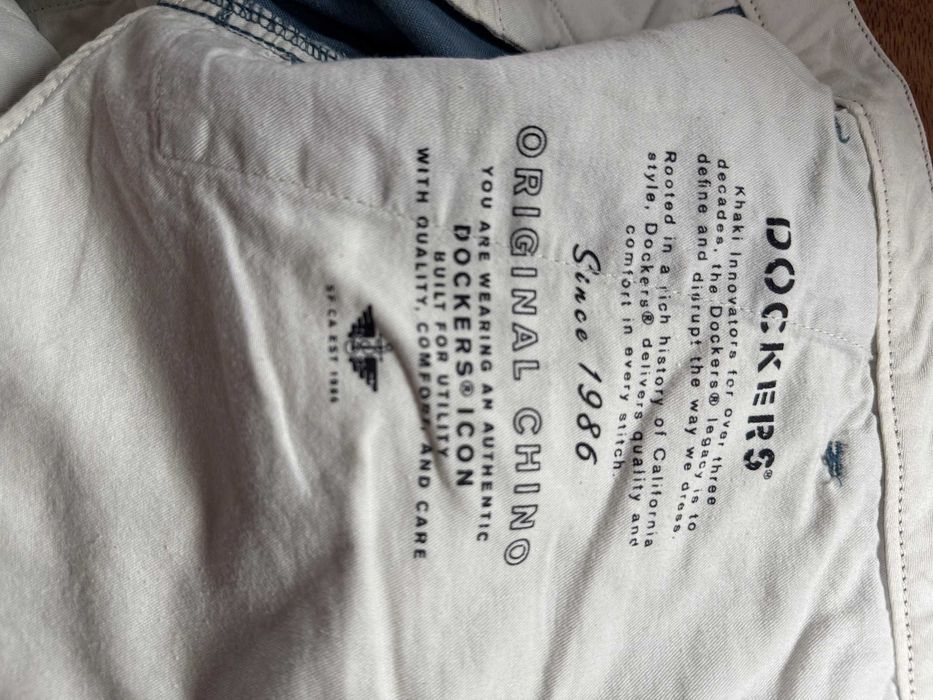 DOCKERS®
Khaki Innovators for over three
decades, the Dockers® legacy is to
define and disrupt the way we dress.
Rooted in a rich history of California
style, Dockers® delivers quality and
comfort in every stitch.
Since 1986
ORIGINAL CHINO
YOU ARE WEARING AN AUTHENTIC
DOCKERS® ICON
BUILT FOR UTILITY
WITH QUALITY, COMFORT AND CARE
SF CA EST 1986